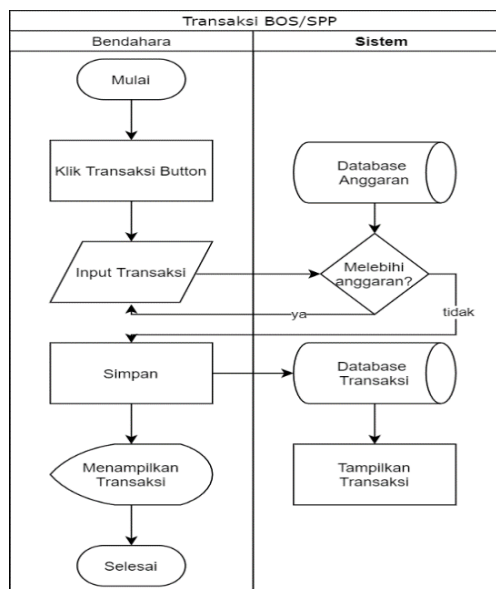 Transaksi BOS/SPP
Bendahara
Sistem
Mulai
Klik Transaksi Button
Database
Anggaran
Input Transaksi
Melebihi
anggaran?
ya
tidak
Simpan
Database
Transaksi
Menampilkan
Transaksi
Tampilkan
Transaksi
Selesai